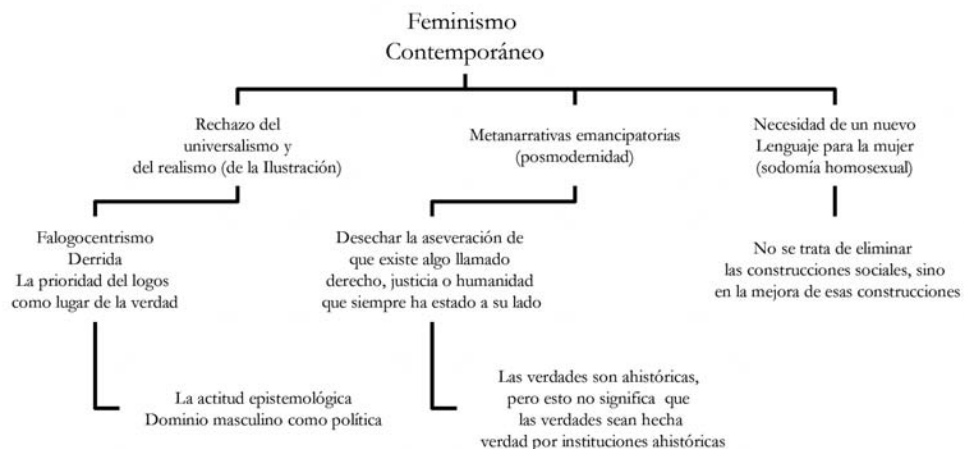 Feminismo
Contemporáneo
Rechazo del
universalismo y
del realismo (de la Ilustración)
Metanarrativas emancipatorias
(posmodernidad)
Necesidad de un nuevo
Lenguaje para la mujer
(sodomía homosexual)
Falogocentrismo
Derrida
La prioridad del logos
como lugar de la verdad
Desechar la aseveración de
que existe algo llamado
derecho, justicia o humanidad
que siempre ha estado a su lado
No se trata de eliminar
las construcciones sociales, sino
en la mejora de esas construcciones
La actitud epistemológica
Dominio masculino como política
Las verdades son ahistóricas,
pero esto no significa que
las verdades sean hecha
verdad por instituciones ahistóricas